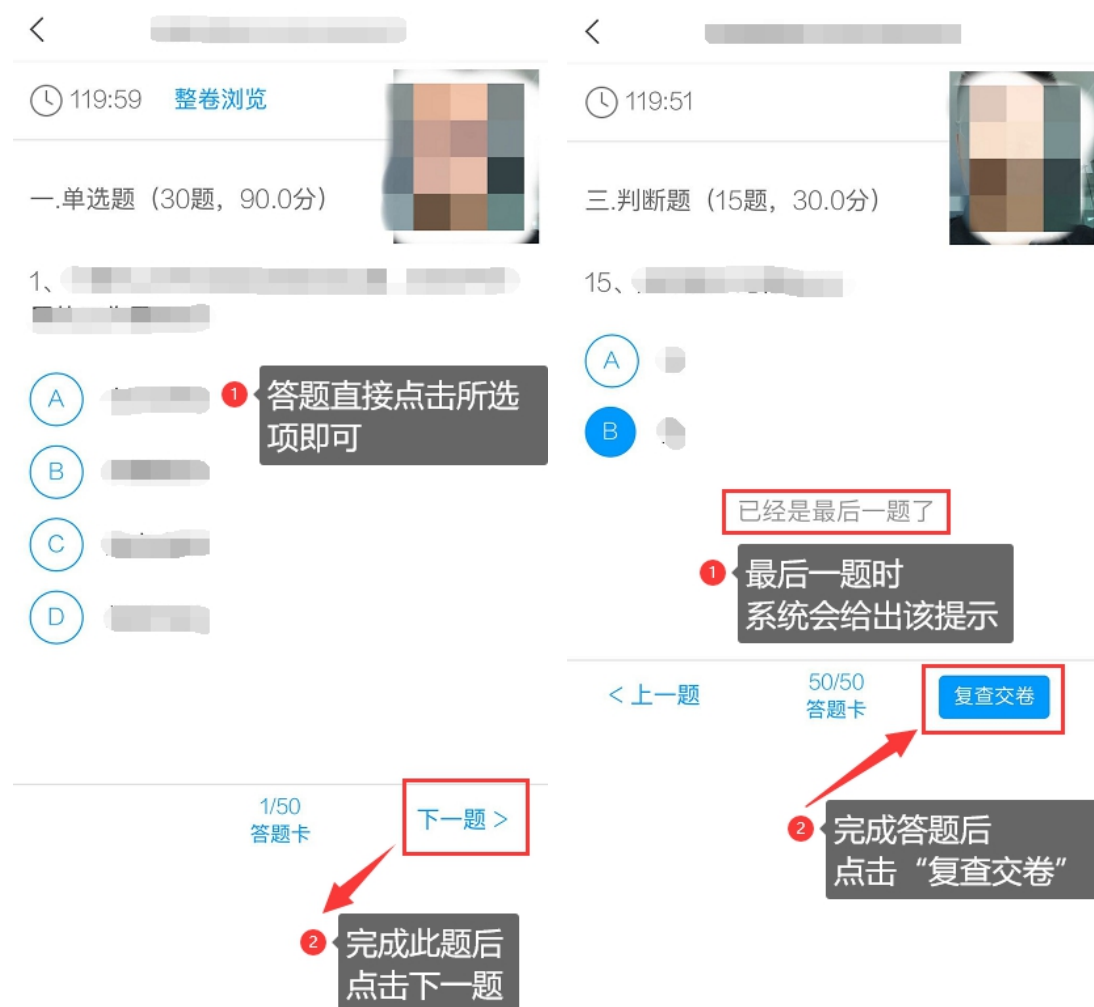 119:59
整卷浏览
一.单选题（30题，90.0分）
1、
A
1
答题直接点击所选
项即可
B
C
D
1/50
答题卡
下一题 >
2
完成此题后
点击下一题
119:51
三.判断题（15题，30.0分）
15、
A
B
已经是最后一题了
1
最后一题时
系统会给出该提示
< 上一题
50/50
答题卡
复查交卷
2
完成答题后
点击“复查交卷”